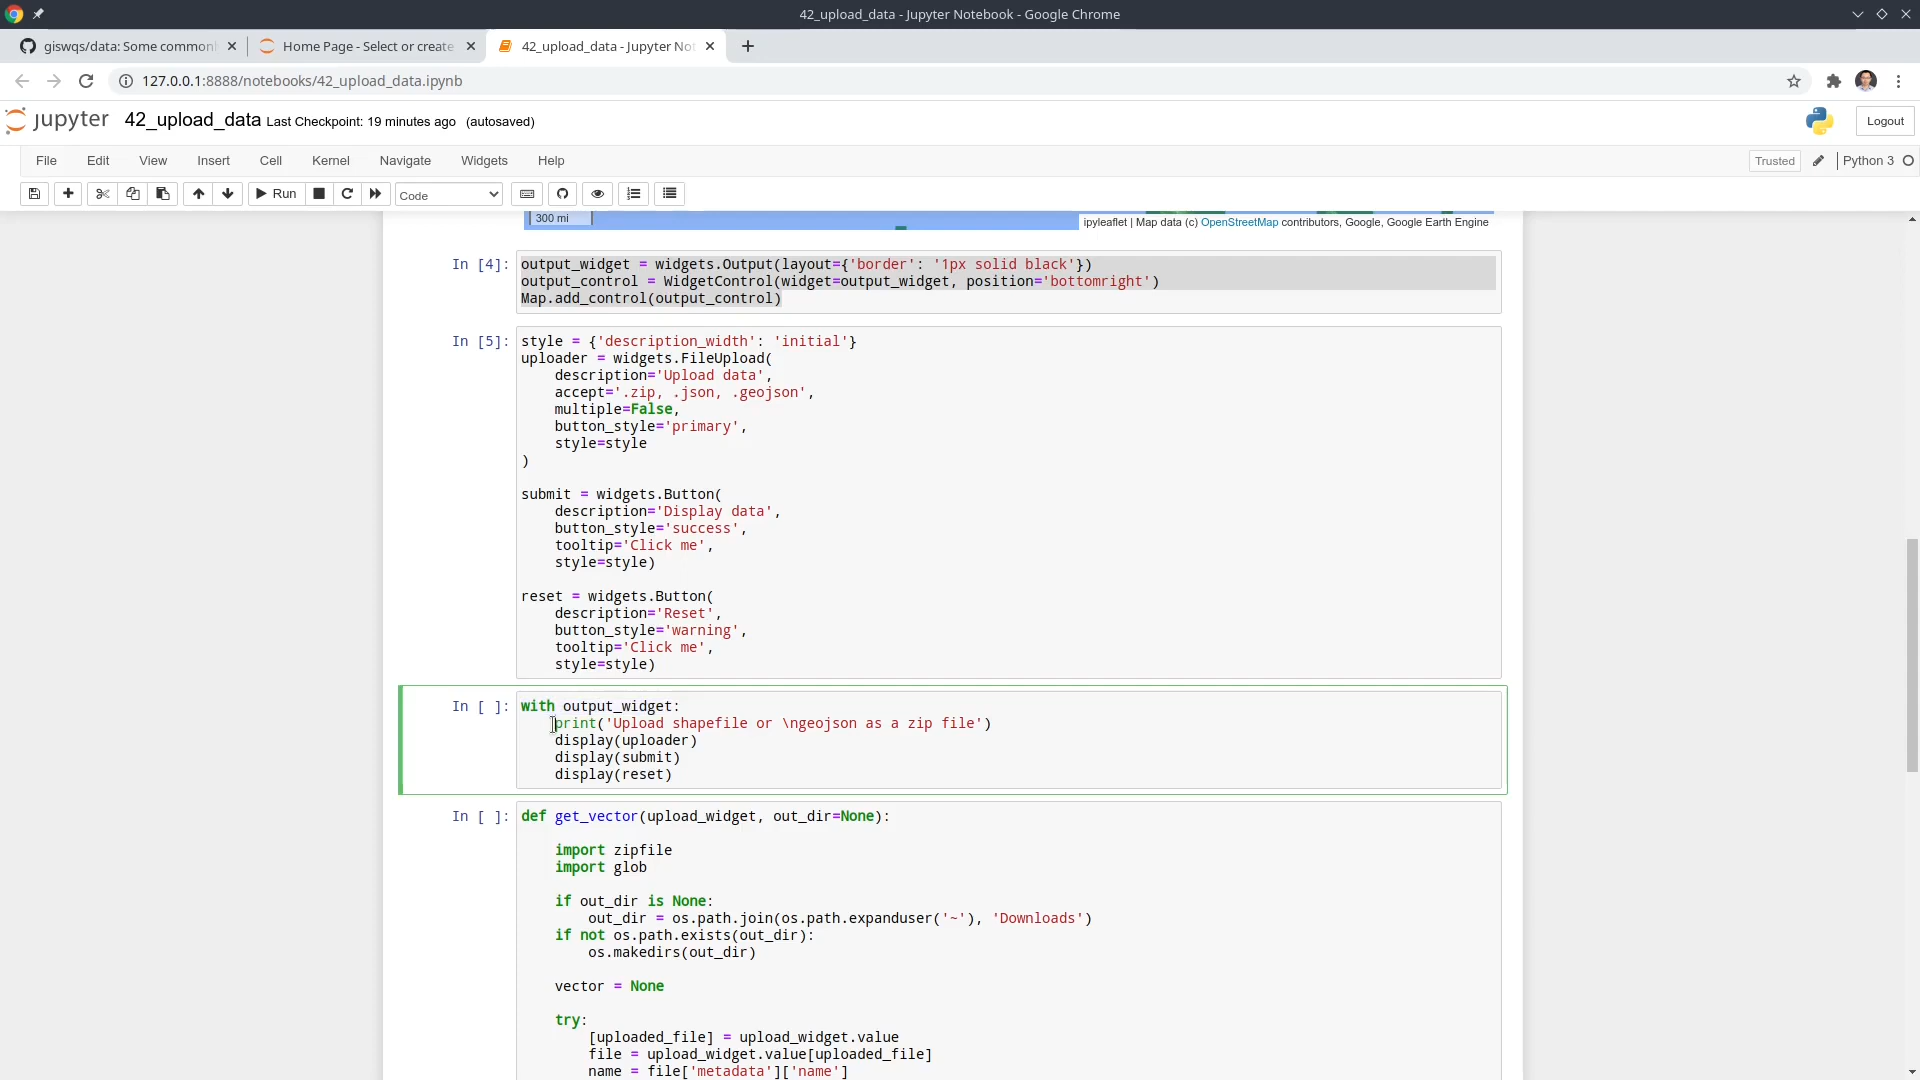 42_upload_data - Jupyter Notebook - Google Chrome
giswqs/data: Some common
Home Page - Select or create
42_upload_data - Jupyter Not
127.0.0.1:8888/notebooks/42_upload_data.ipynb
jupyter 42_upload_data Last Checkpoint: 19 minutes ago (autosaved)
Logout
File Edit View Insert Cell Kernel Navigate Widgets Help
Trusted
Python 3
Run
Code
300 mi
ipyleaflet | Map data (c) OpenStreetMap contributors, Google, Google Earth Engine
In [4]:
output_widget = widgets.Output(layout={'border': '1px solid black'})
output_control = WidgetControl(widget=output_widget, position='bottomright')
Map.add_control(output_control)
In [5]:
style = {'description_width': 'initial'}
uploader = widgets.FileUpload(
    description='Upload data',
    accept='.zip, .json, .geojson',
    multiple=False,
    button_style='primary',
    style=style
)
submit = widgets.Button(
    description='Display data',
    button_style='success',
    tooltip='Click me',
    style=style)
reset = widgets.Button(
    description='Reset',
    button_style='warning',
    tooltip='Click me',
    style=style)
In [ ]:
with output_widget:
    print('Upload shapefile or \ngeojson as a zip file')
    display(uploader)
    display(submit)
    display(reset)
In [ ]:
def get_vector(upload_widget, out_dir=None):
    import zipfile
    import glob
    if out_dir is None:
        out_dir = os.path.join(os.path.expanduser('~'), 'Downloads')
    if not os.path.exists(out_dir):
        os.makedirs(out_dir)
    vector = None
    try:
        [uploaded_file] = upload_widget.value
        file = upload_widget.value[uploaded_file]
        name = file['metadata']['name']